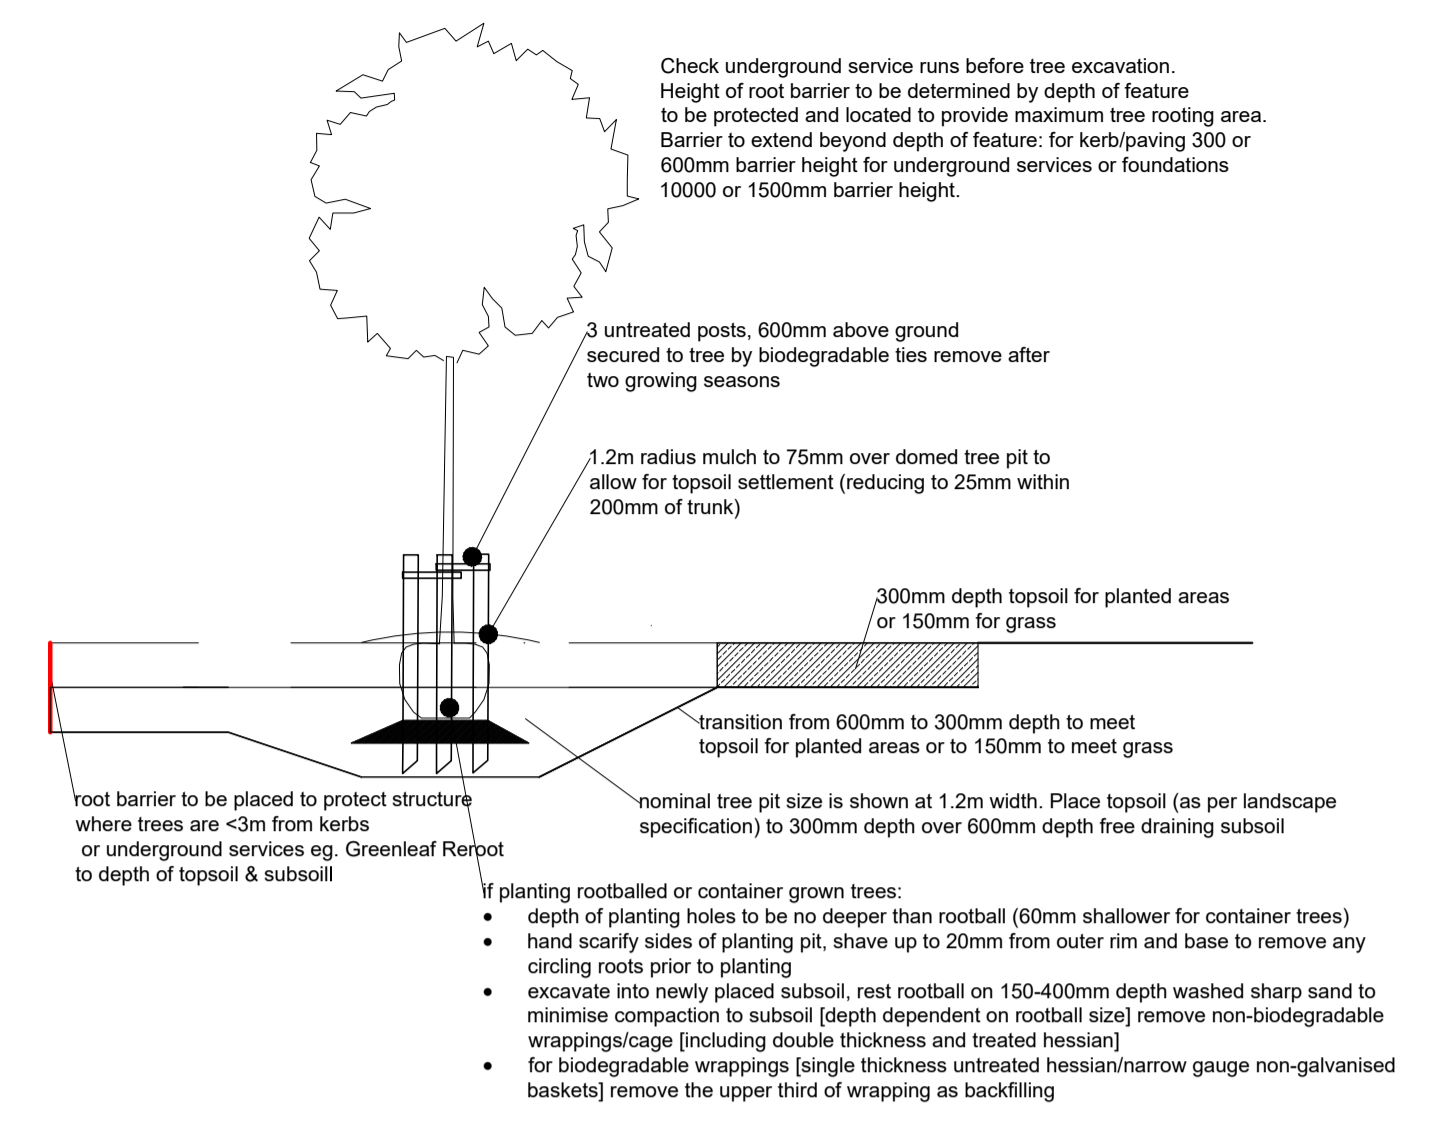 Check underground service runs before tree excavation.
Height of root barrier to be determined by depth of feature
to be protected and located to provide maximum tree rooting area.
Barrier to extend beyond depth of feature: for kerb/paving 300 or
600mm barrier height for underground services or foundations
10000 or 1500mm barrier height.
3 untreated posts, 600mm above ground
secured to tree by biodegradable ties remove after
two growing seasons
1.2m radius mulch to 75mm over domed tree pit to
allow for topsoil settlement (reducing to 25mm within
200mm of trunk)
300mm depth topsoil for planted areas
or 150mm for grass
transition from 600mm to 300mm depth to meet
topsoil for planted areas or to 150mm to meet grass
root barrier to be placed to protect structure
where trees are <3m from kerbs
or underground services eg. Greenleaf Reroot
to depth of topsoil & subsoill
nominal tree pit size is shown at 1.2m width. Place topsoil (as per landscape
specification) to 300mm depth over 600mm depth free draining subsoil
if planting rootballed or container grown trees:
• depth of planting holes to be no deeper than rootball (60mm shallower for container trees)
• hand scarify sides of planting pit, shave up to 20mm from outer rim and base to remove any
circling roots prior to planting
• excavate into newly placed subsoil, rest rootball on 150-400mm depth washed sharp sand to
minimise compaction to subsoil [depth dependent on rootball size] remove non-biodegradable
wrappings/cage [including double thickness and treated hessian]
• for biodegradable wrappings [single thickness untreated hessian/narrow gauge non-galvanised
baskets] remove the upper third of wrapping as backfilling